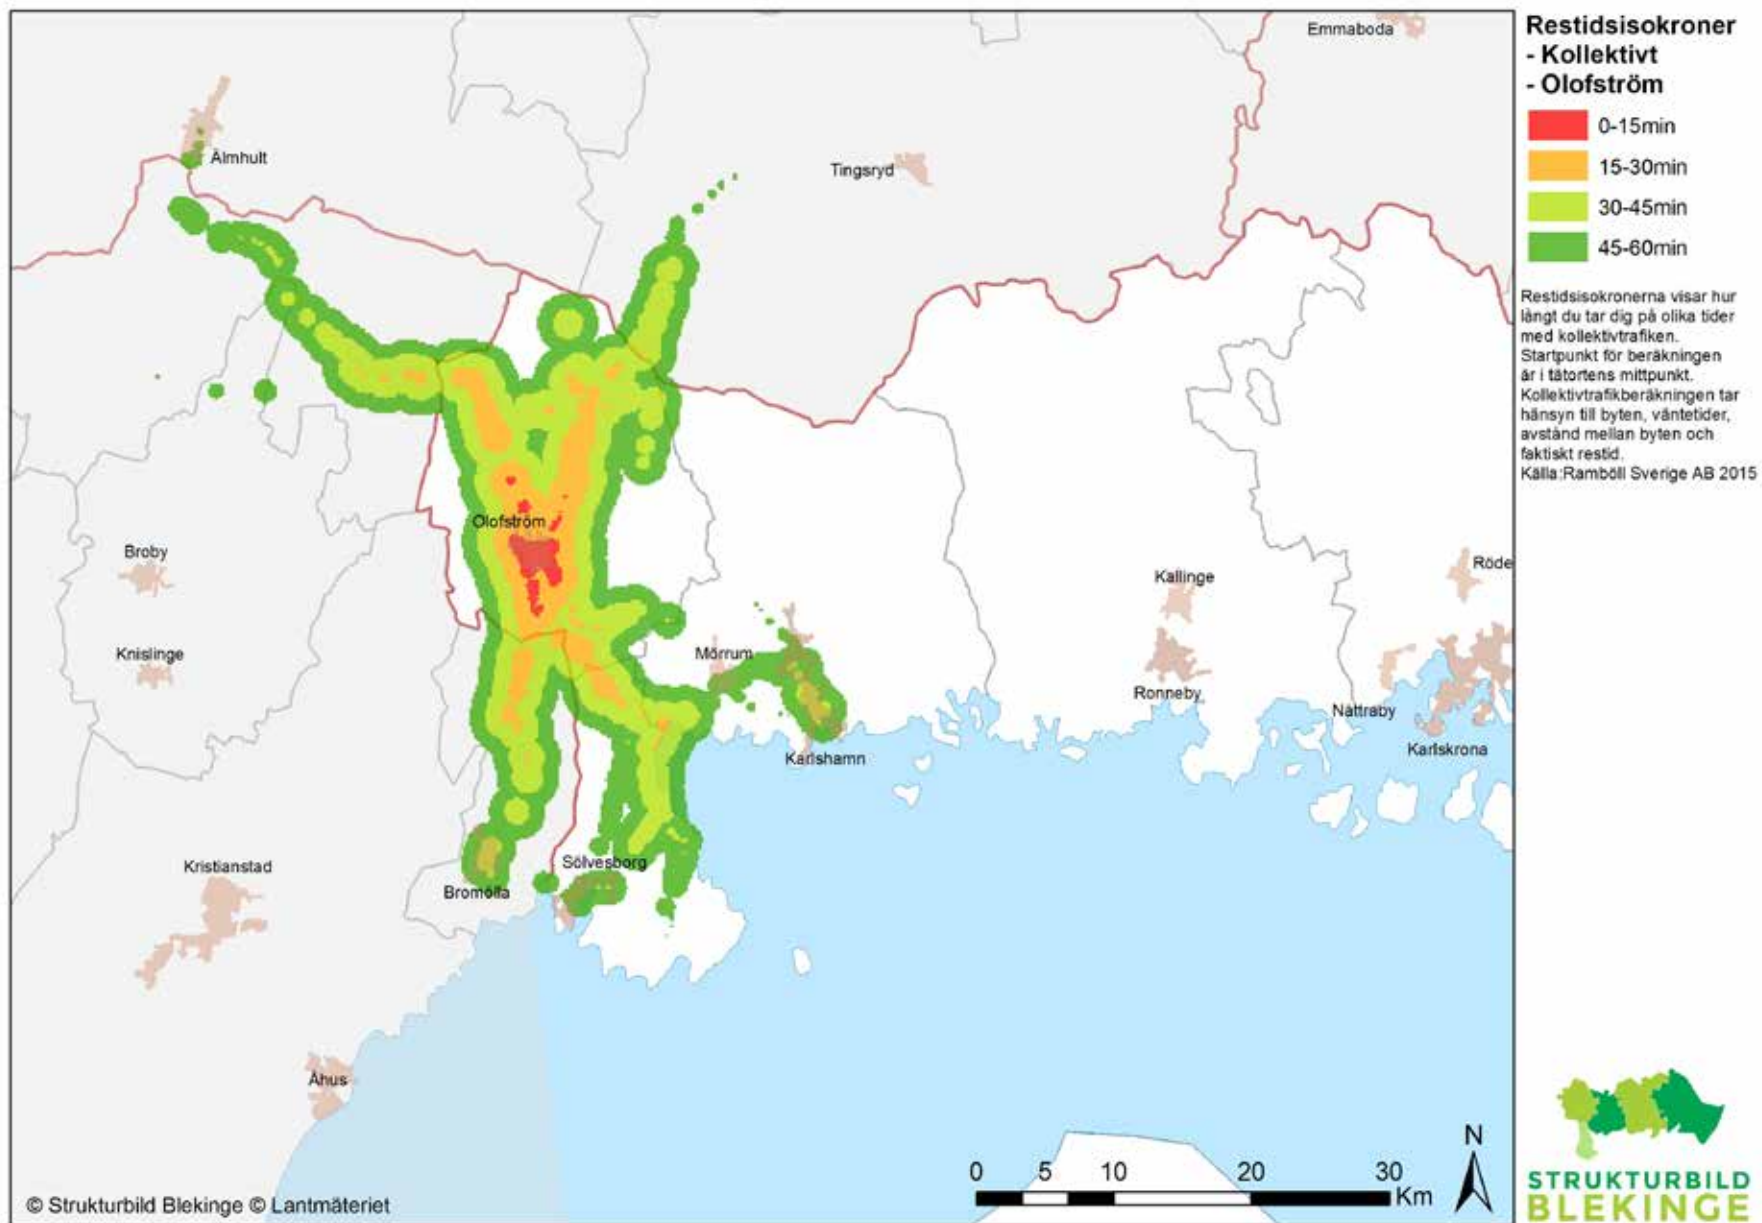 Restidsisokroner
- Kollektivt
- Olofström
0-15min
15-30min
30-45min
45-60min
Restidsisokronerna visar hur
långt du tar dig på olika tider
med kollektivtrafiken.
Startpunkt för beräkningen
är i tätortens mittpunkt.
Kollektivtrafikberäkningen tar
hänsyn till byten, väntetider,
avstånd mellan byten och
faktiskt restid.
Källa:Ramböll Sverige AB 2015
Emmaboda
Älmhult
Tingsryd
Olofström
Broby
Kallinge
Röde
Knislinge
Mörrum
Ronneby
Nättraby
Karlskrona
Karlshamn
Kristianstad
Sölvesborg
Bromölla
Åhus
N
0 5 10 20 30
Km
© Strukturbild Blekinge © Lantmäteriet
STRUKTURBILD
BLEKINGE